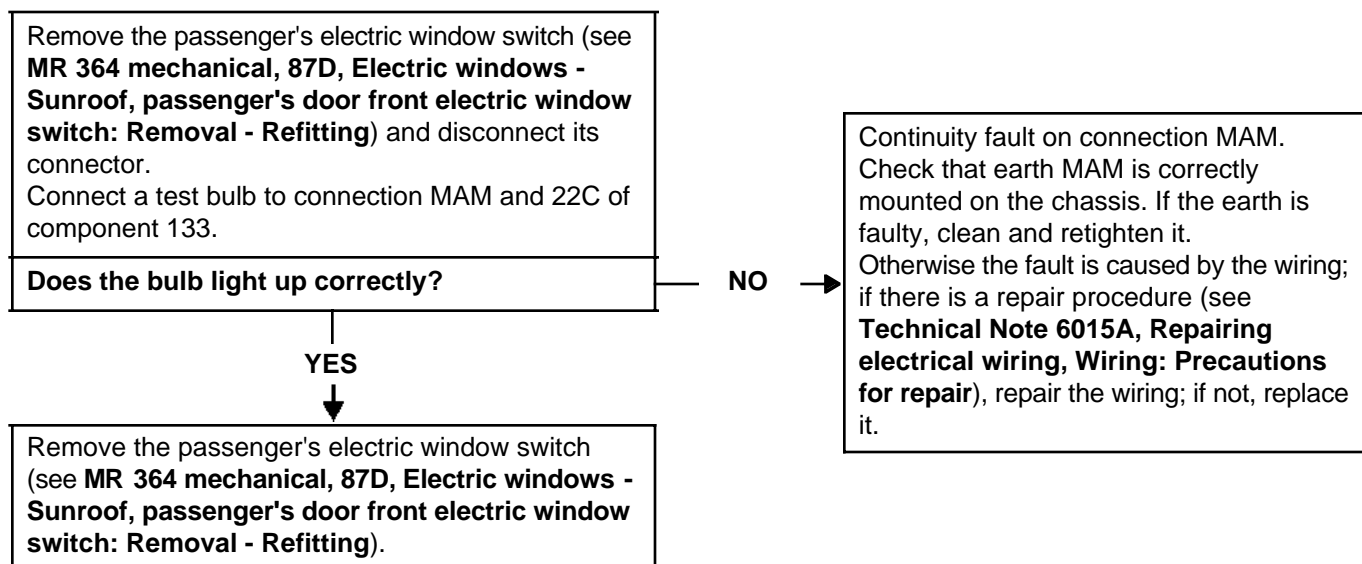 Remove the passenger's electric window switch (see
MR 364 mechanical, 87D, Electric windows -
Sunroof, passenger's door front electric window
switch: Removal - Refitting) and disconnect its
connector.
Connect a test bulb to connection MAM and 22C of
component 133.
Does the bulb light up correctly?
NO
Continuity fault on connection MAM.
Check that earth MAM is correctly
mounted on the chassis. If the earth is
faulty, clean and retighten it.
Otherwise the fault is caused by the wiring;
if there is a repair procedure (see
Technical Note 6015A, Repairing
electrical wiring, Wiring: Precautions
for repair), repair the wiring; if not, replace
it.
YES
Remove the passenger's electric window switch
(see MR 364 mechanical, 87D, Electric windows -
Sunroof, passenger's door front electric window
switch: Removal - Refitting).